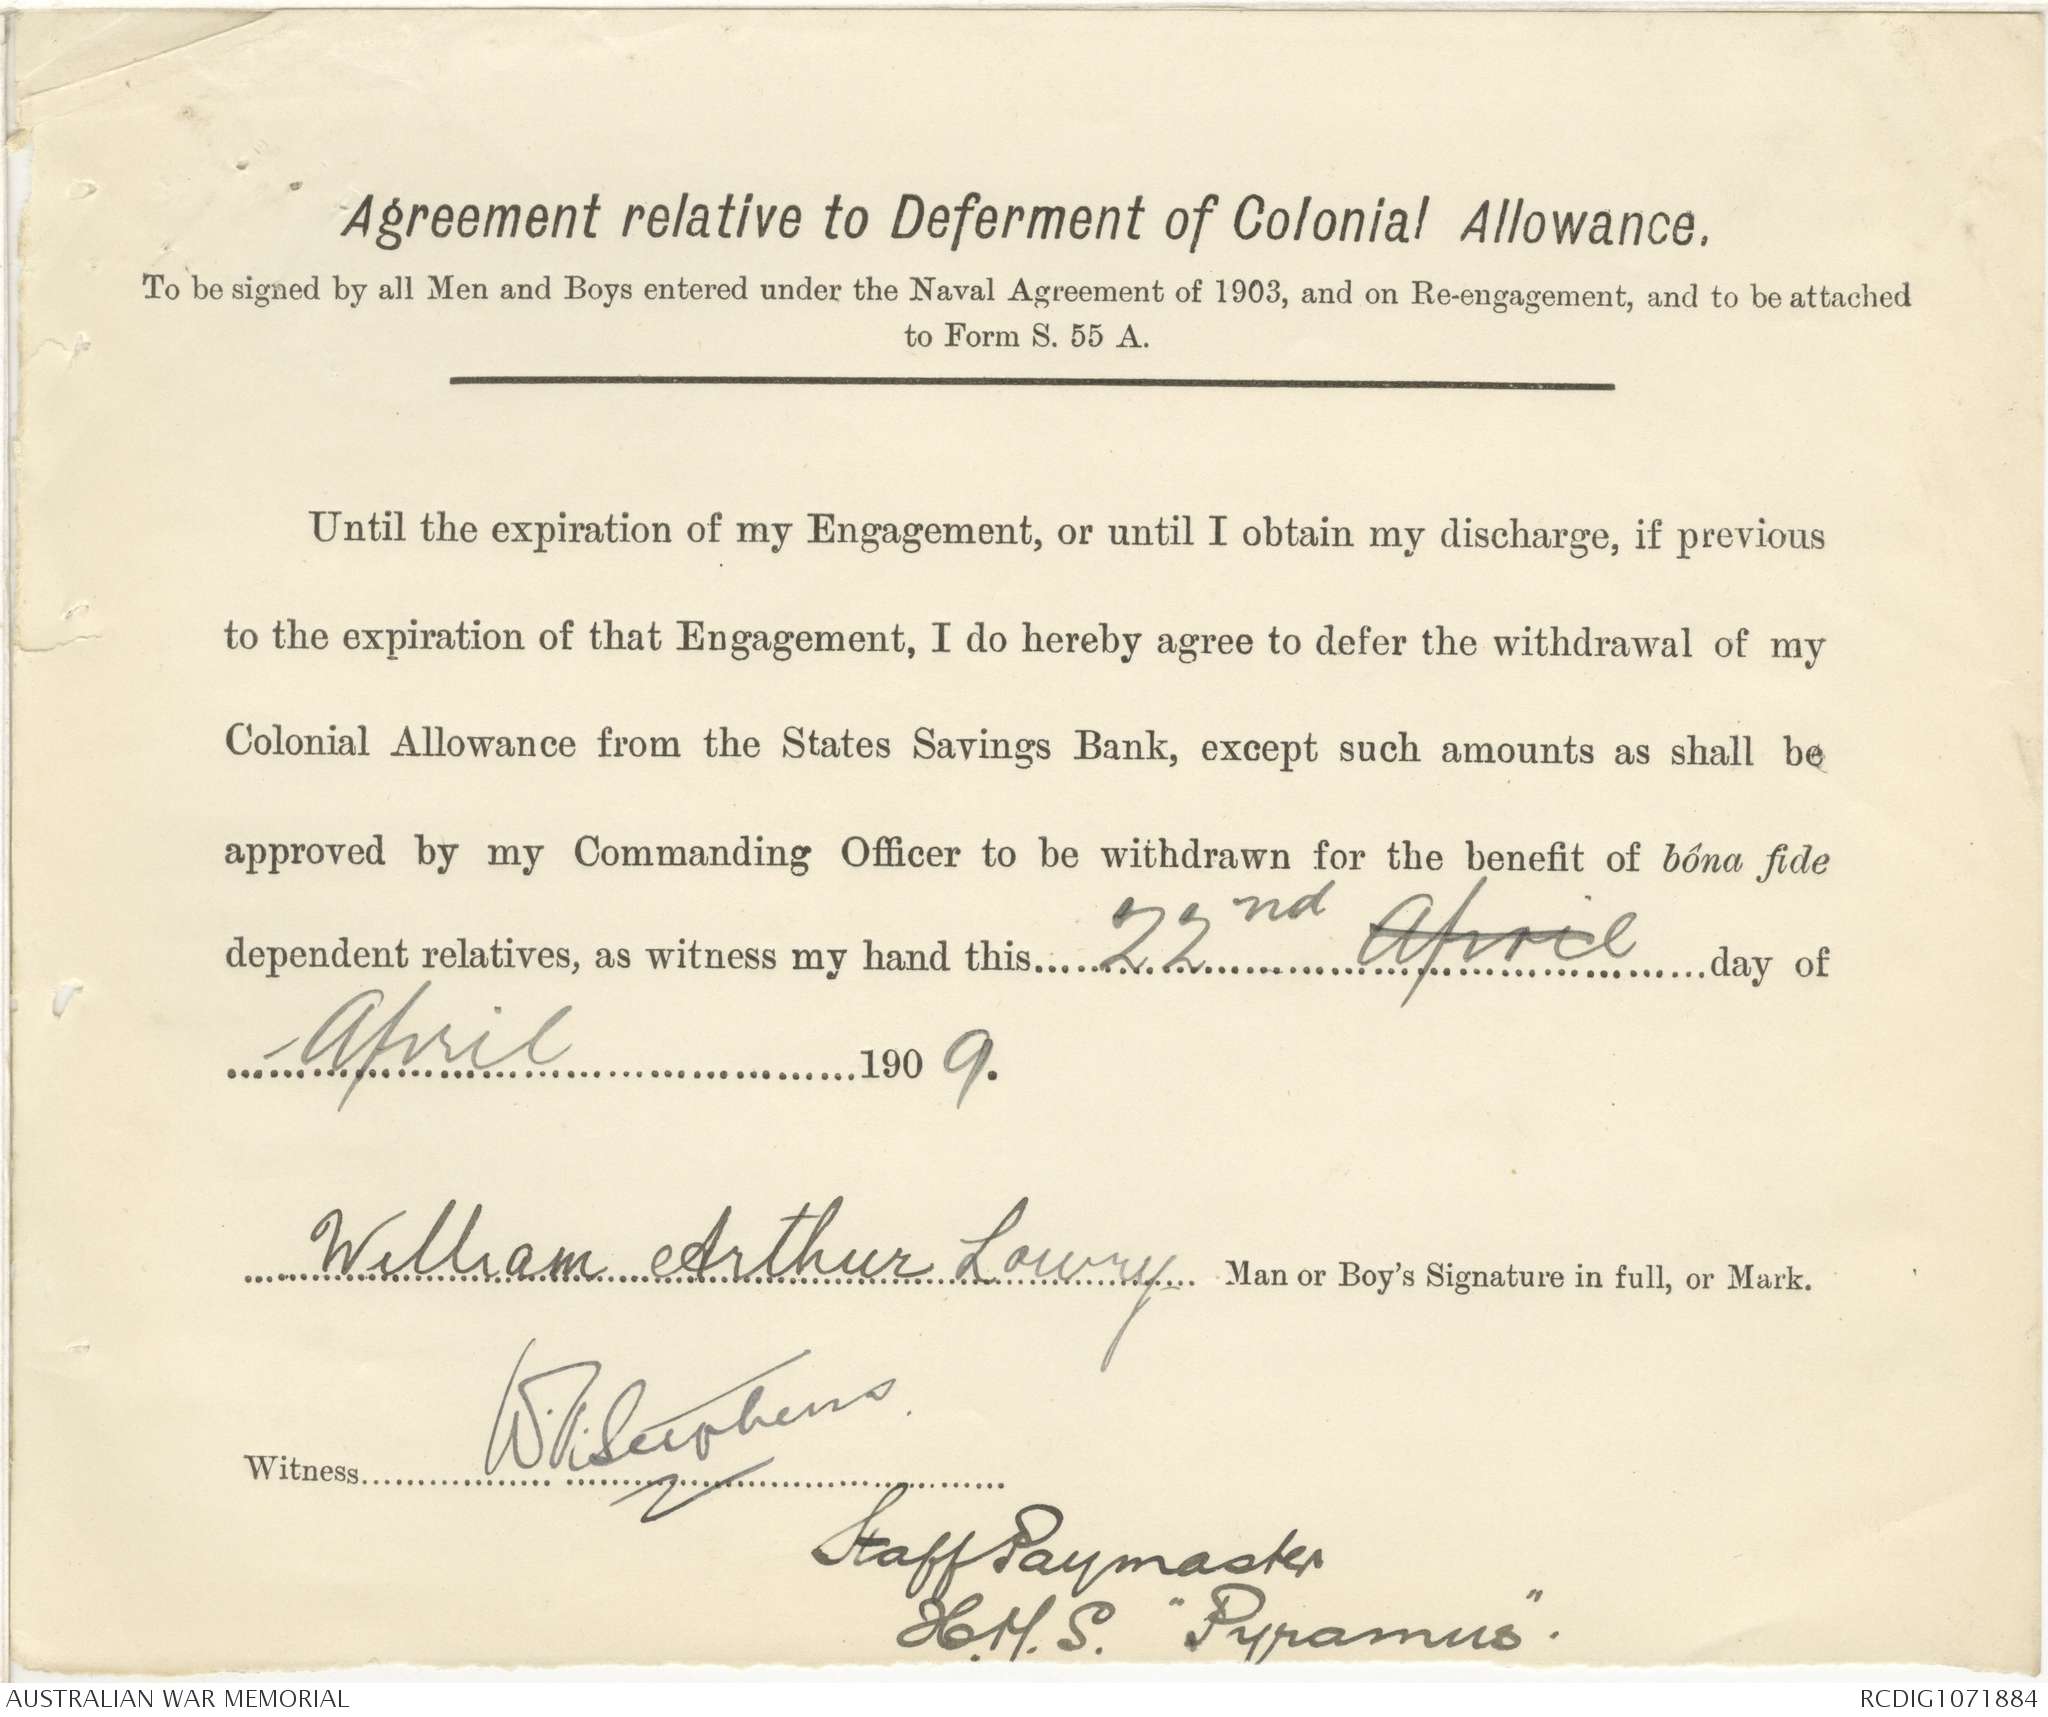 Agreement relative to Deferment of Colonial Allowance.
To be signed by all Men and Boys entered under the Naval Agreement of 1903, and on Re-engagement, and to be attached
to Form S. 55 A.
Until the expiration of my Engagement, or until I obtain my discharge, if previous
to the expiration of that Engagement, I do hereby agree to defer the withdrawal of my
Colonial Allowance from the States Savings Bank, except such amounts as shall be
approved by my Commanding Officer to be withdrawn for the benefit of bóna fide
dependent relatives, as witness my hand this 22nd April day of
April 1909.
William Arthur Lowry Man or Boy's Signature in full, or Mark.
Witness Stephens.
Staff Paymaster
H.M.S. "Pyramus".
AUSTRALIAN WAR MEMORIAL RCDIG1071884